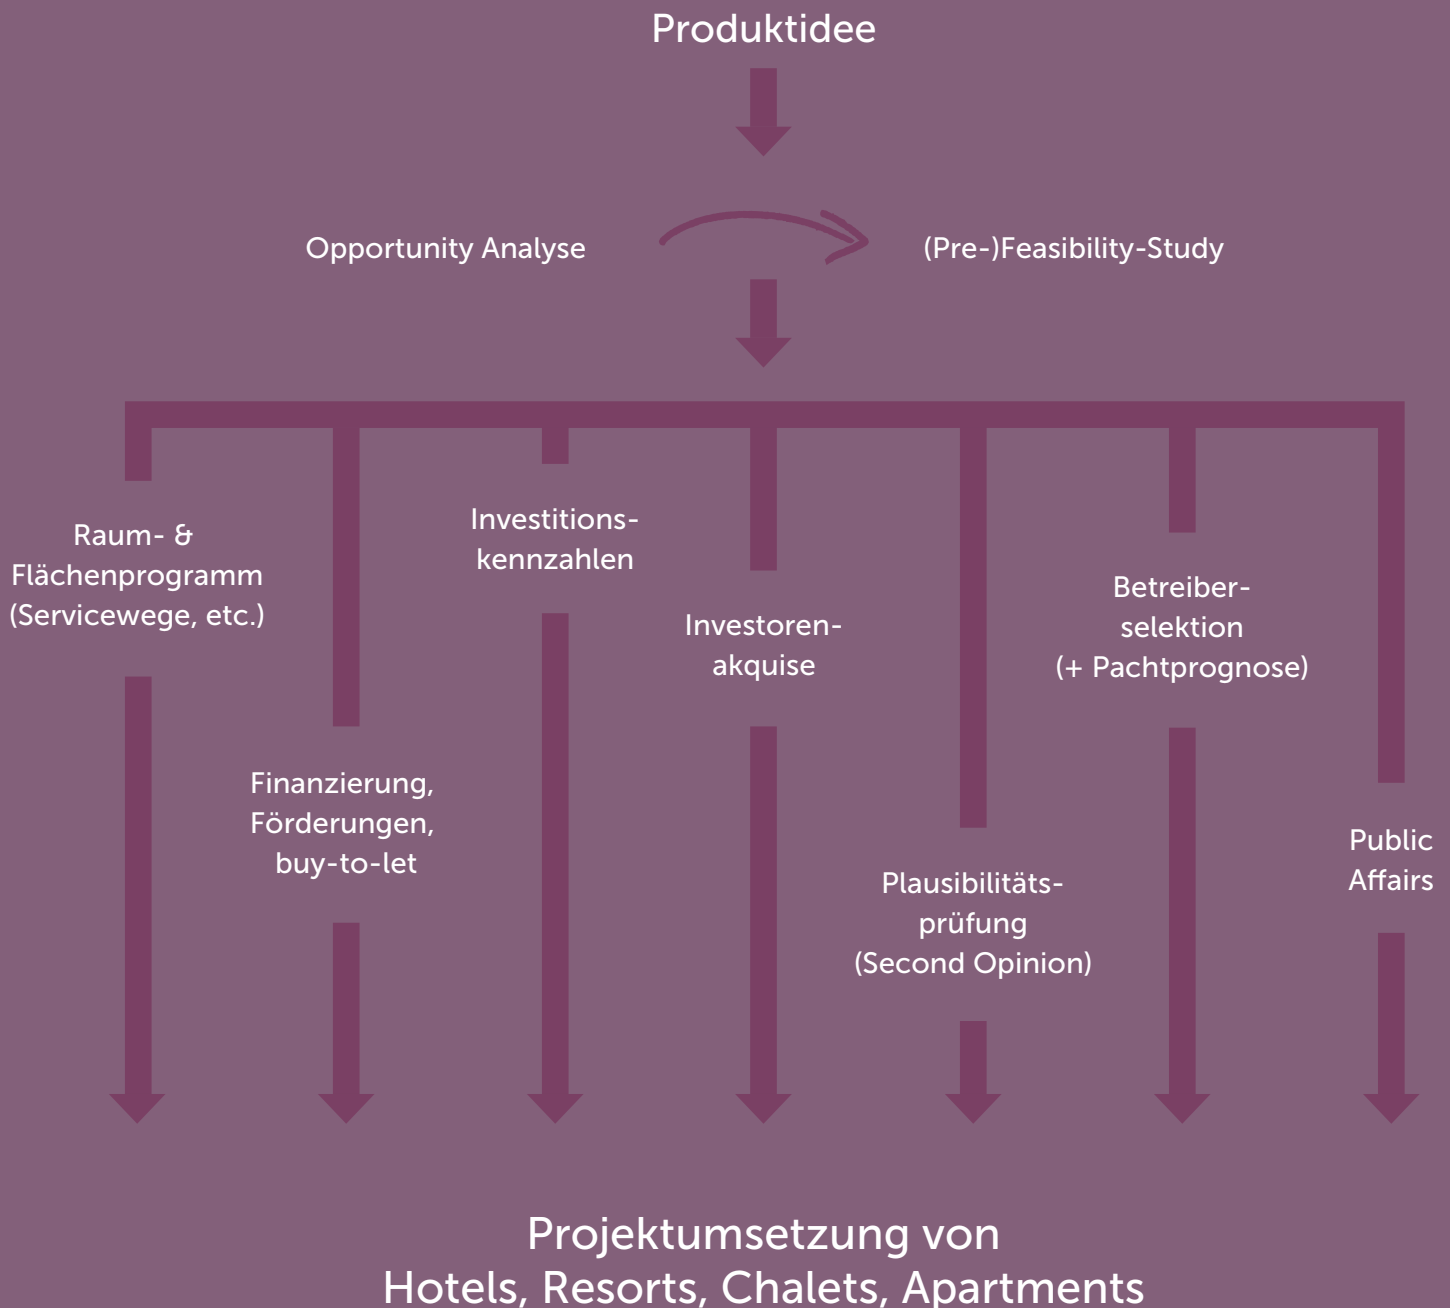 Produktidee
Opportunity Analyse
(Pre-)Feasibility-Study
Raum- &
Flächenprogramm
(Servicewege, etc.)
Finanzierung,
Förderungen,
buy-to-let
Investitions-
kennzahlen
Investoren-
akquise
Plausibilitäts-
prüfung
(Second Opinion)
Betreiber-
selektion
(+ Pachtprognose)
Public
Affairs
Projektumsetzung von
Hotels, Resorts, Chalets, Apartments